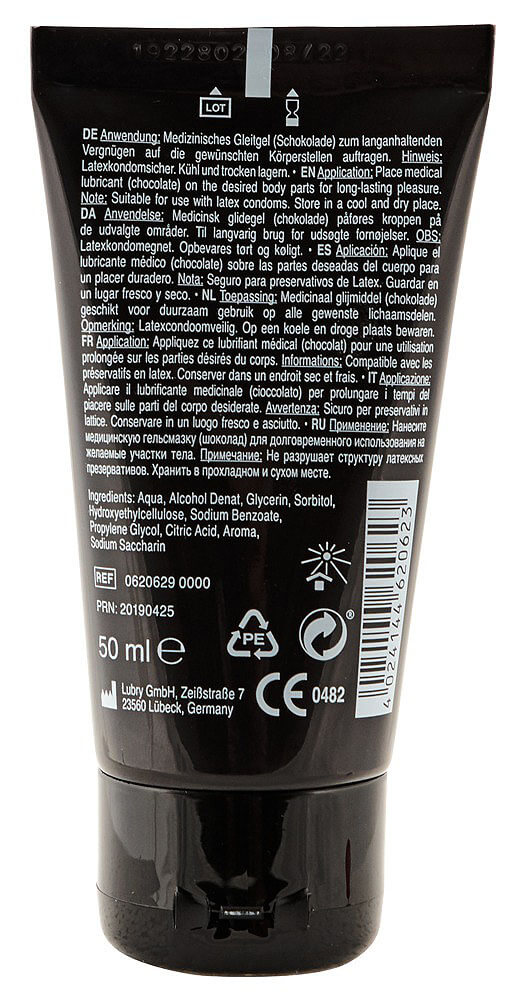 1922802 08/22
LOT
DE Anwendung: Medizinisches Gleitgel (Schokolade) zum langanhaltenden
Vergnügen auf die gewünschten Körperstellen auftragen. Hinweis:
Latexkondomsicher. Kühl und trocken lagern. • EN Application: Place medical
lubricant (chocolate) on the desired body parts for long-lasting pleasure.
Note: Suitable for use with latex condoms. Store in a cool and dry place.
DA Anvendelse: Medicinsk glidegel (chokolade) påføres kroppen på
de udvalgte områder. Til langvarig brug for udsøgte fornøjelser. OBS:
Latexkondomegnet. Opbevares tørt og køligt. • ES Aplicación: Aplique el
lubricante médico (chocolate) sobre las partes deseadas del cuerpo para
un placer duradero. Nota: Seguro para preservativos de Latex. Guardar en
un lugar fresco y seco. • NL Toepassing: Medicinaal glijmiddel (chokolade)
geschikt voor duurzaam gebruik op alle gewenste lichaamsdelen.
Opmerking: Latexcondoomveilig. Op een koele en droge plaats bewaren.
FR Application: Appliquez ce lubrifiant médical (chocolat) pour une utilisation
prolongée sur les parties désirés du corps. Informations: Compatible avec les
préservatifs en latex. Conserver dans un endroit sec et frais. • IT Applicazione:
Applicare il lubrificante medicinale (cioccolato) per prolungare i tempi del
piacere sulle parti del corpo desiderate. Avvertenza: Sicuro per preservativi in
lattice. Conservare in un luogo fresco e asciutto. • RU Применение: Нанесите
медицинскую гельсмазку (шоколад) для долговременного использования на
желаемые участки тела. Примечание: Не разрушает структуру латексных
презервативов. Хранить в прохладном и сухом месте.
Ingredients: Aqua, Alcohol Denat, Glycerin, Sorbitol,
Hydroxyethylcellulose, Sodium Benzoate,
Propylene Glycol, Citric Acid, Aroma,
Sodium Saccharin
REF 0620629 0000
PRN: 20190425
50 ml ℮
PE
®
Lubry GmbH, Zeißstraße 7
23560 Lübeck, Germany
CE 0482
4 024144 620623